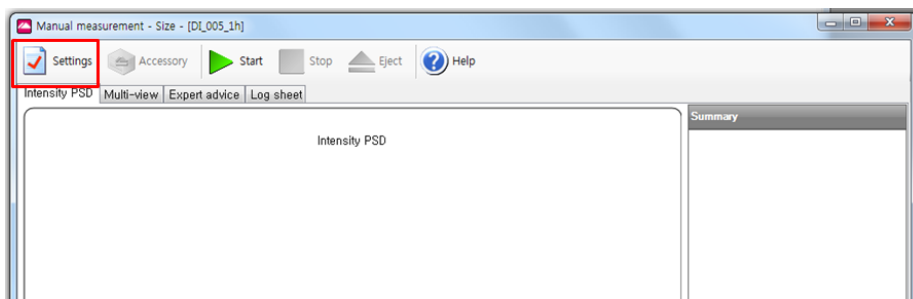 Manual measurement - Size - [DI_005_1h]
Settings Accessory Start Stop Eject Help
Intensity PSD Multi-view Expert advice Log sheet
Intensity PSD
Summary